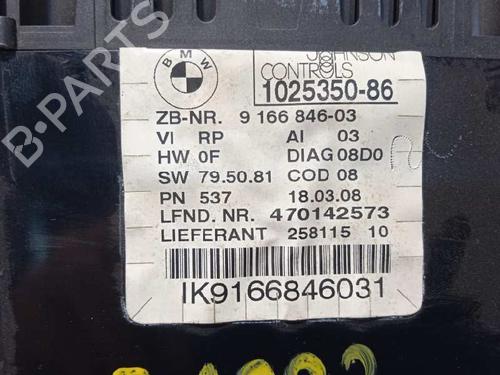 BMW
JOHNSON
CONTROLS
1025350-86
ZB-NR. 9 166 846-03
VI RP AI 03
HW 0F DIAG 08D0
SW 79.50.81 COD 08
PN 537 18.03.08
LFND. NR. 470142573
LIEFERANT 258115 10
IK9166846031
B-Parts